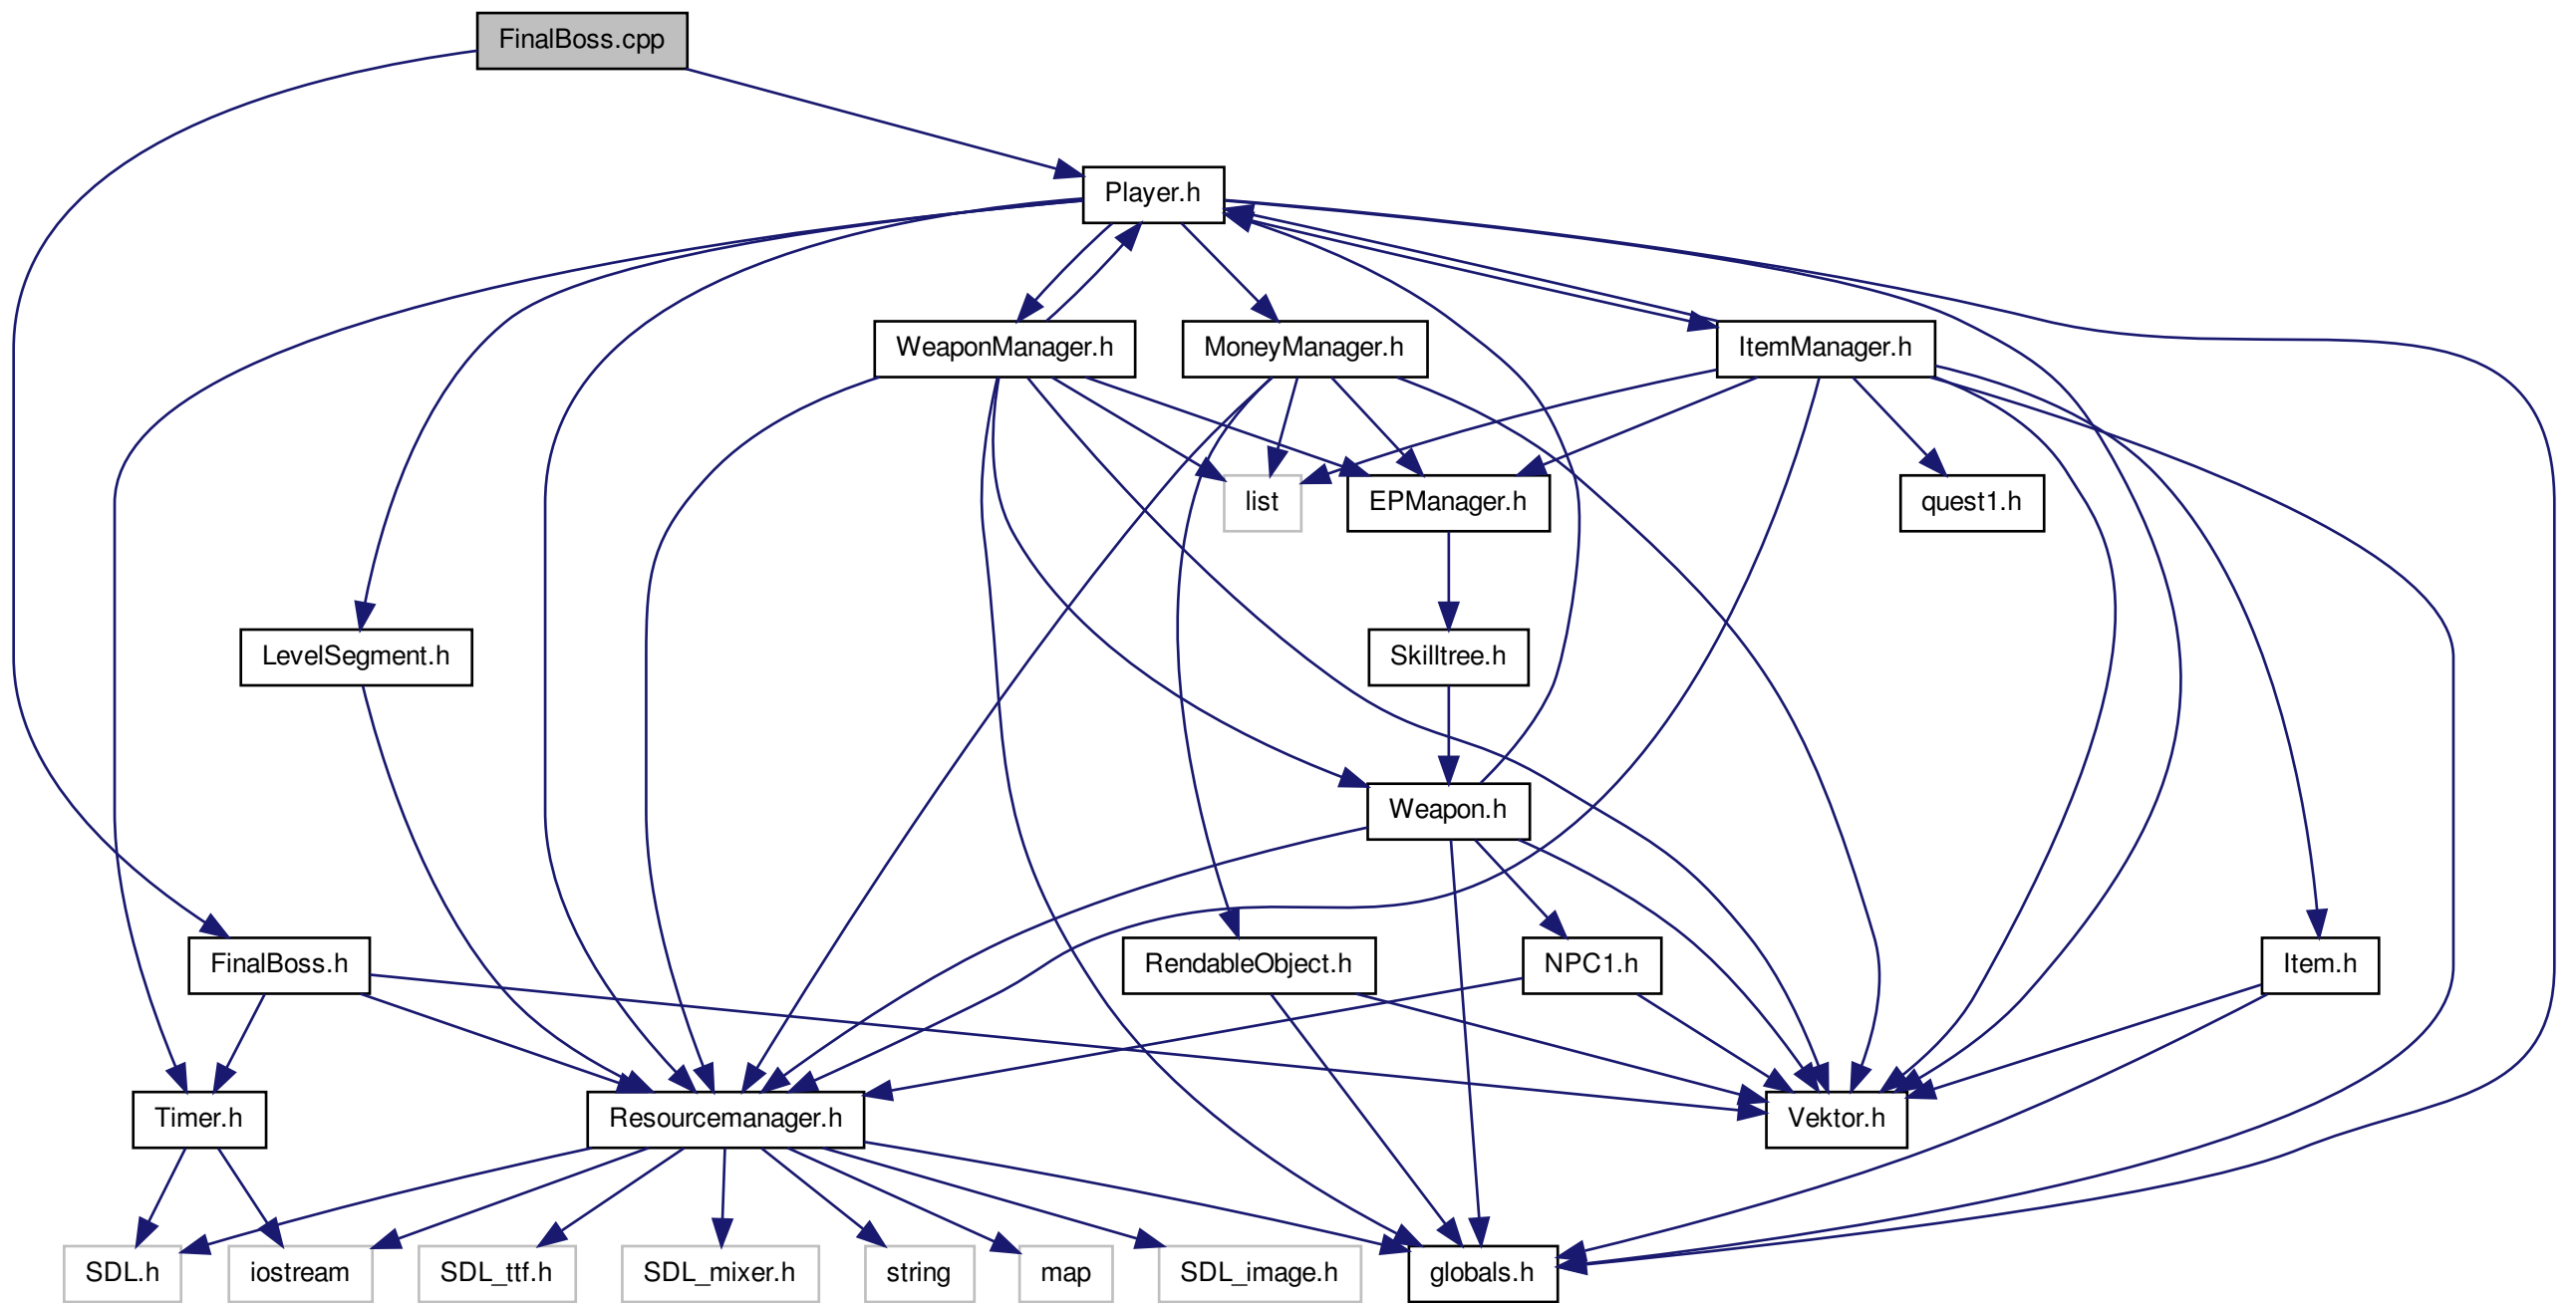 FinalBoss.cpp
Player.h
WeaponManager.h
MoneyManager.h
ItemManager.h
list
EPManager.h
quest1.h
LevelSegment.h
Skilltree.h
Weapon.h
FinalBoss.h
RendableObject.h
NPC1.h
Item.h
Timer.h
Resourcemanager.h
Vektor.h
SDL.h
iostream
SDL_ttf.h
SDL_mixer.h
string
map
SDL_image.h
globals.h